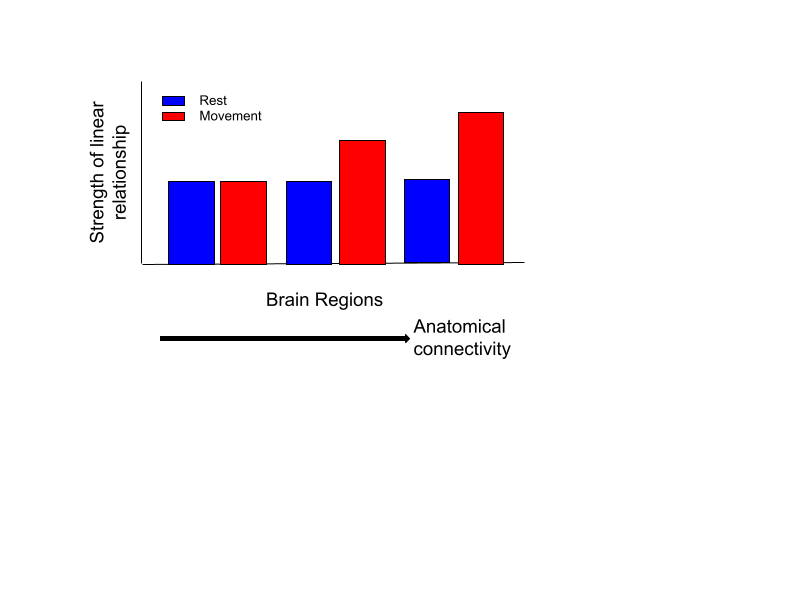 Rest
Movement
Strength of linear
relationship
Brain Regions
Anatomical
connectivity